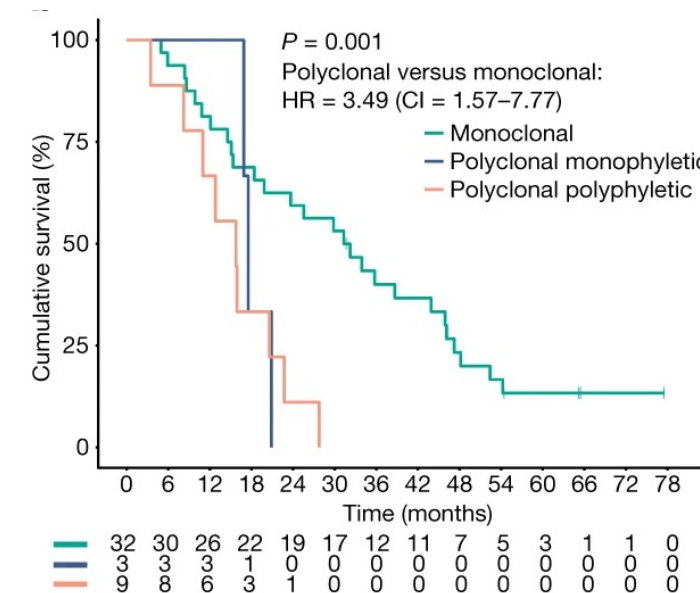 P = 0.001
Polyclonal versus monoclonal:
HR = 3.49 (CI = 1.57–7.77)
Monoclonal
Polyclonal monophyletic
Polyclonal polyphyletic
Cumulative survival (%)
100
75
50
25
0
0 6 12 18 24 30 36 42 48 54 60 66 72 78
Time (months)
32 30 26 22 19 17 12 11 7 5 3 1 1 0
3 3 3 1 0 0 0 0 0 0 0 0 0 0
9 8 6 3 1 0 0 0 0 0 0 0 0 0